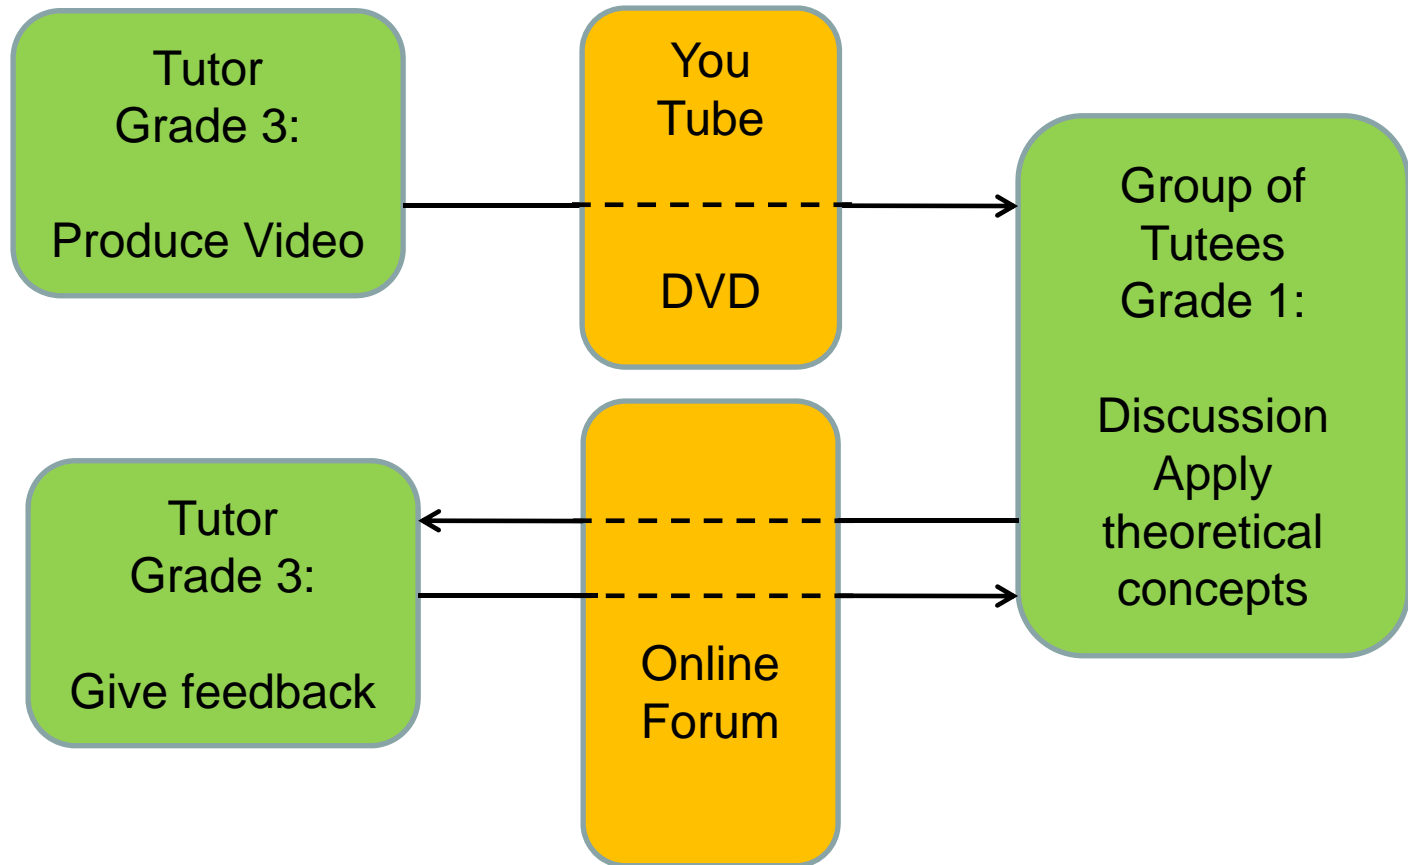 Tutor
Grade 3:
Produce Video
You
Tube
DVD
Group of
Tutees
Grade 1:
Discussion
Apply
theoretical
concepts
Tutor
Grade 3:
Give feedback
Online
Forum